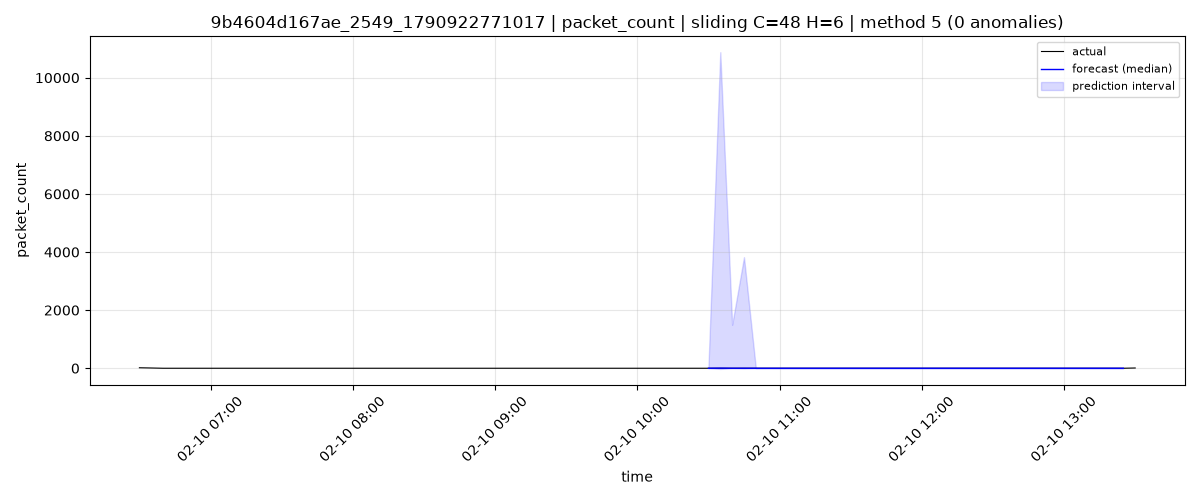 9b4604d167ae_2549_1790922771017 | packet_count | sliding C=48 H=6 | method 5 (0 anomalies)
actual
forecast (median)
prediction interval
packet_count
10000
8000
6000
4000
2000
0
02-10 07:00
02-10 08:00
02-10 09:00
02-10 10:00
02-10 11:00
02-10 12:00
02-10 13:00
time